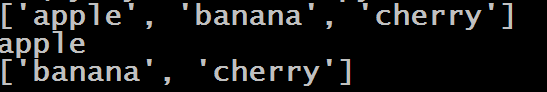 ['apple', 'banana', 'cherry']
apple
['banana', 'cherry']